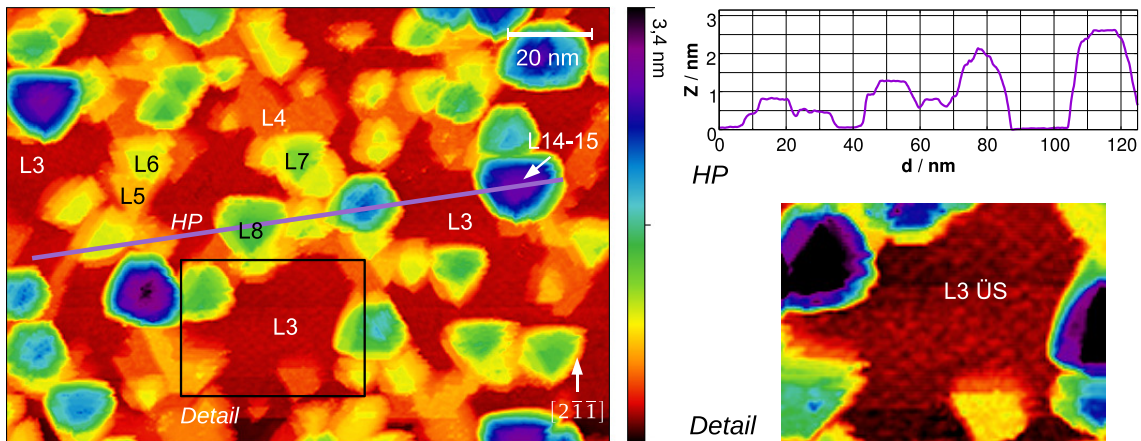 20 nm
L4
L14-15
L3
L6
L7
L5
HP
L8
L3
L3
Detail
[2̅1̅1̅]
3,4 nm
3
2
1
0
Z / nm
0
20
40
60
80
100
120
d / nm
HP
L3 ÜS
Detail